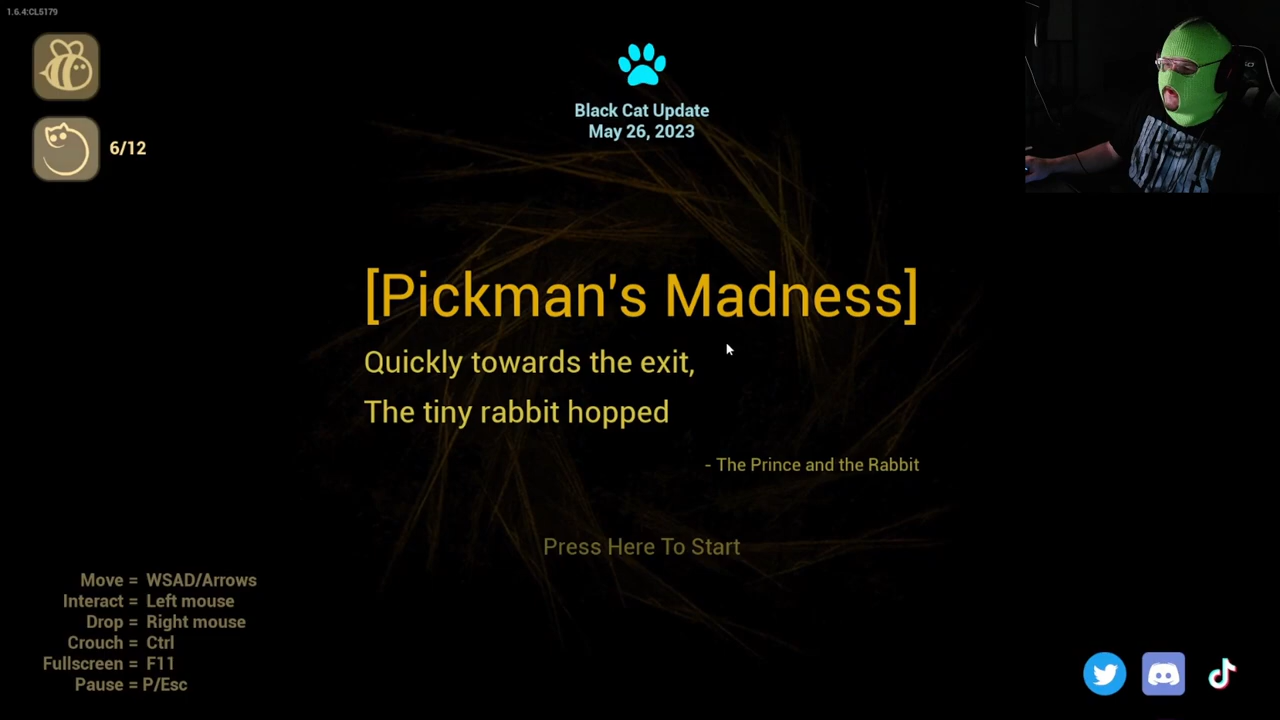 1.6.4:CL5179
Black Cat Update
May 26, 2023
6/12
[Pickman's Madness]
Quickly towards the exit,
The tiny rabbit hopped
- The Prince and the Rabbit
Press Here To Start
Move = WSAD/Arrows
Interact = Left mouse
Drop = Right mouse
Crouch = Ctrl
Fullscreen = F11
Pause = P/Esc